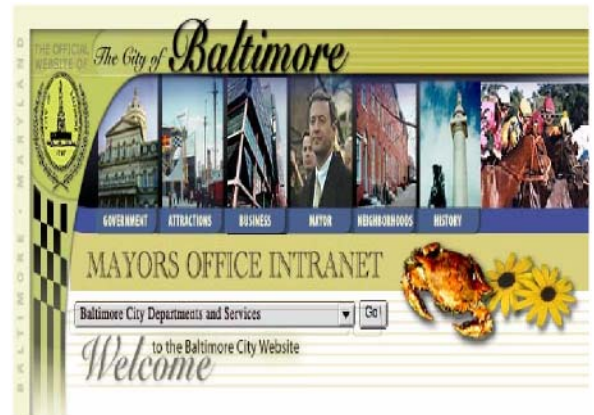 THE OFFICIAL
WEBSITE OF
The City of Baltimore
BALTIMORE · MARYLAND
GOVERNMENT ATTRACTIONS BUSINESS MAYOR NEIGHBORHOODS HISTORY
MAYORS OFFICE INTRANET
Baltimore City Departments and Services Go
Welcome to the Baltimore City Website